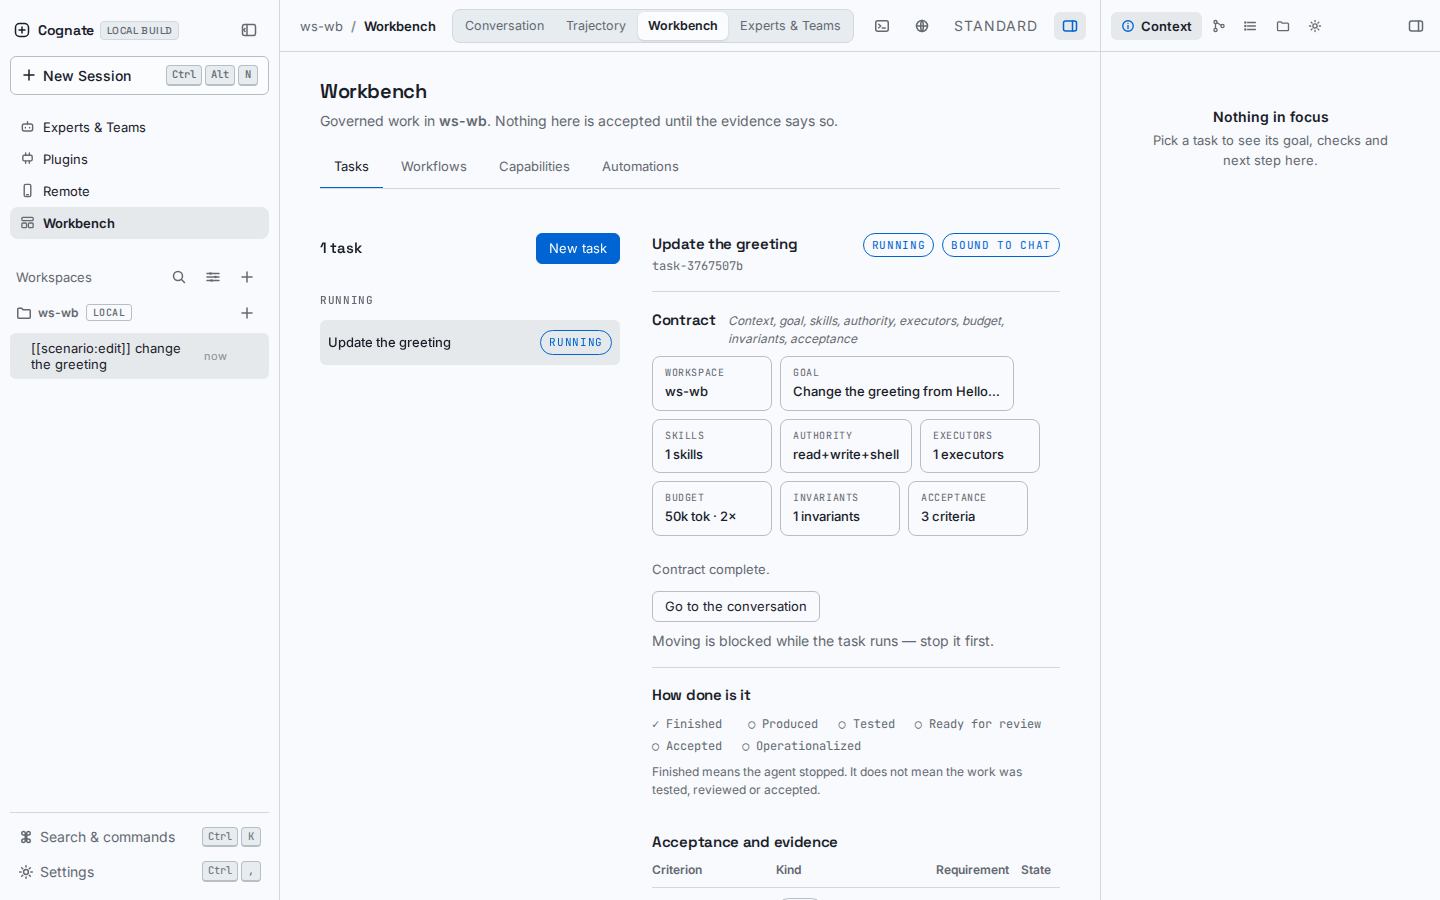 Cognate LOCAL BUILD
New Session Ctrl Alt N
Experts & Teams
Plugins
Remote
Workbench
Workspaces
ws-wb LOCAL
[[scenario:edit]] change
the greeting
now
Search & commands Ctrl K
Settings Ctrl ,
ws-wb / Workbench
Conversation Trajectory Workbench Experts & Teams
STANDARD
Workbench
Governed work in ws-wb. Nothing here is accepted until the evidence says so.
Tasks Workflows Capabilities Automations
1 task New task
RUNNING
Update the greeting RUNNING
Update the greeting RUNNING BOUND TO CHAT
task-3767507b
Contract Context, goal, skills, authority, executors, budget,
invariants, acceptance
WORKSPACE
ws-wb
GOAL
Change the greeting from Hello...
SKILLS
1 skills
AUTHORITY
read+write+shell
EXECUTORS
1 executors
BUDGET
50k tok · 2×
INVARIANTS
1 invariants
ACCEPTANCE
3 criteria
Contract complete.
Go to the conversation
Moving is blocked while the task runs — stop it first.
How done is it
✓ Finished ○ Produced ○ Tested ○ Ready for review
○ Accepted ○ Operationalized
Finished means the agent stopped. It does not mean the work was
tested, reviewed or accepted.
Acceptance and evidence
Criterion Kind Requirement State
Context
Nothing in focus
Pick a task to see its goal, checks and
next step here.